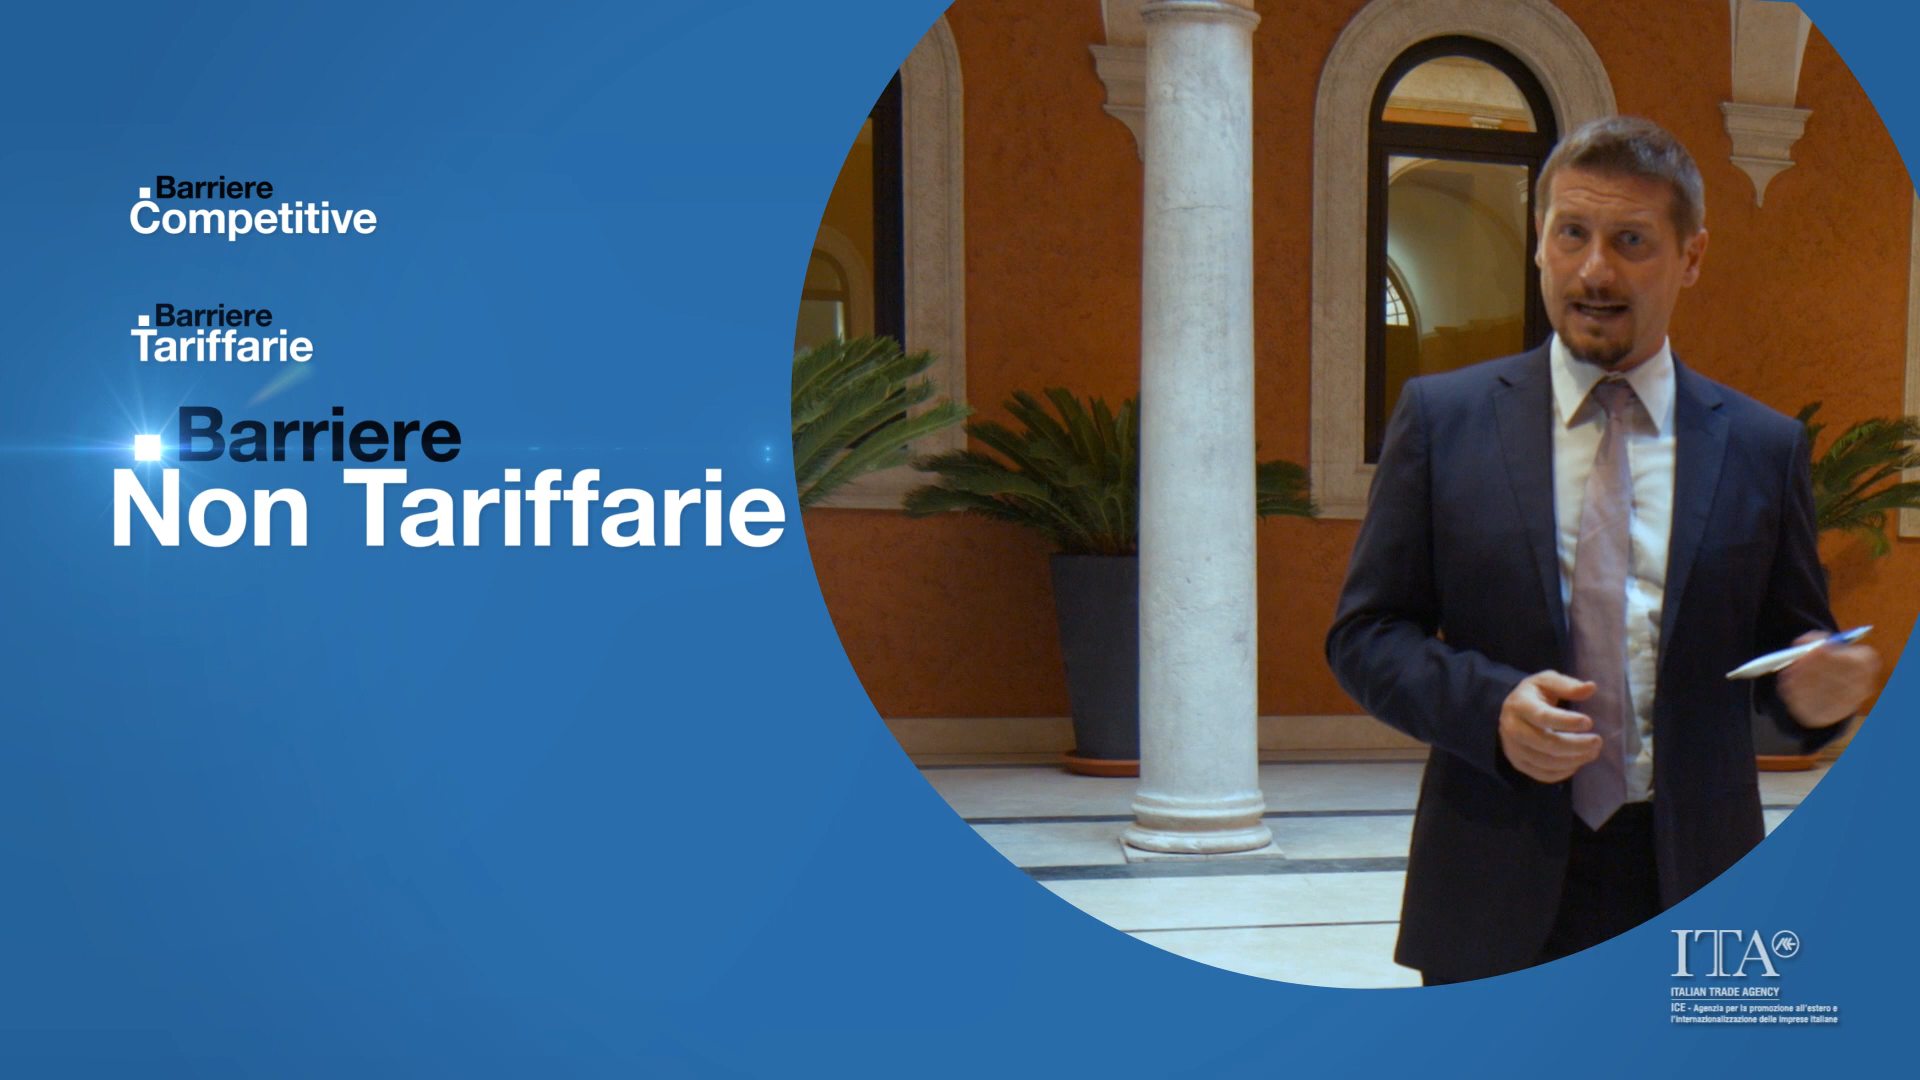 Barriere
Competitive
Barriere
Tariffarie
Barriere
Non Tariffarie
ITA
ITALIAN TRADE AGENCY
ICE - Agenzia per la promozione all'estero e
l'internazionalizzazione delle imprese italiane